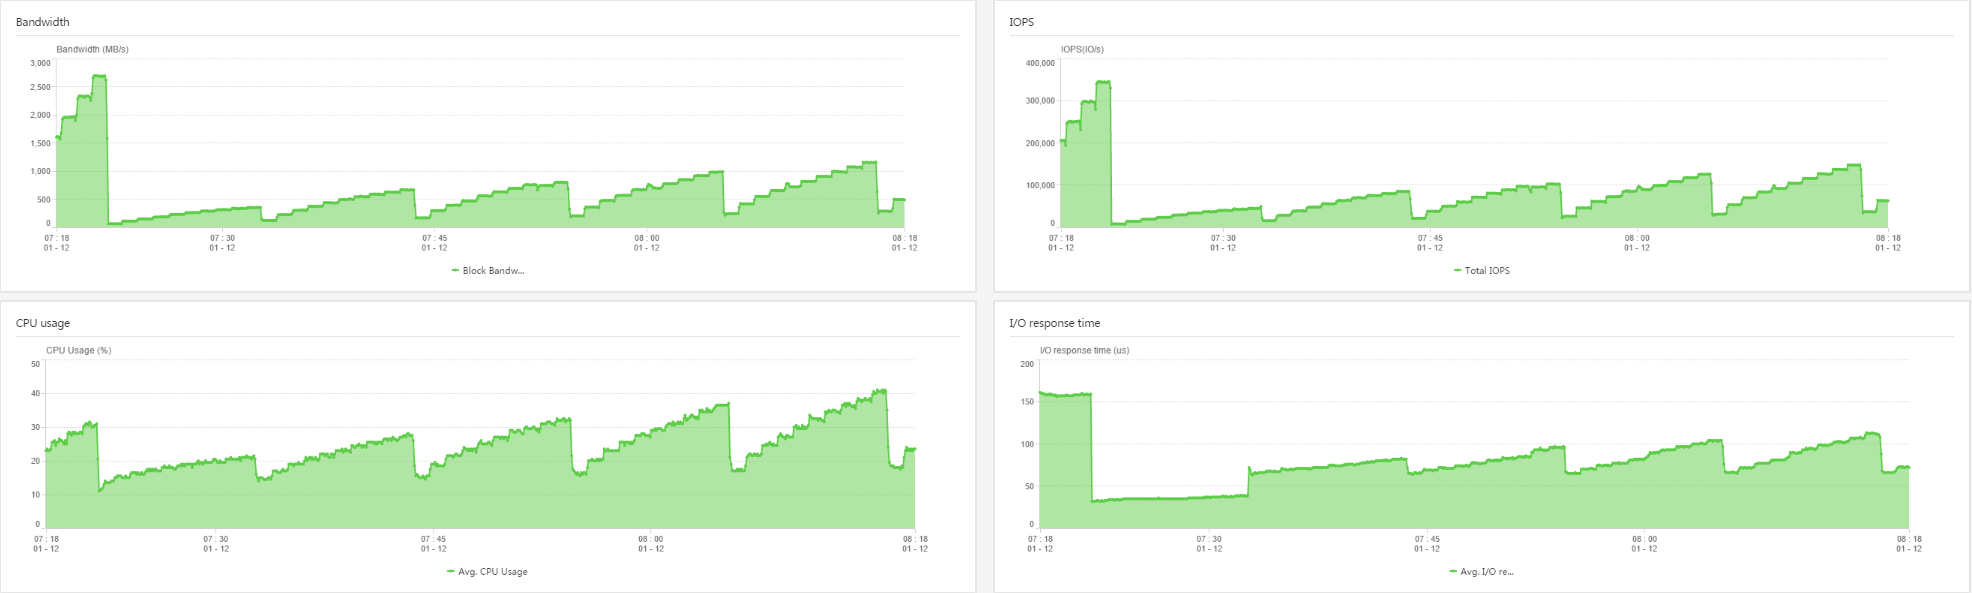 Bandwidth
Bandwidth (MB/s)
3,000
2,500
2,000
1,500
1,000
500
0
07 : 18 07 : 30 07 : 45 08 : 00 08 : 18
01 - 12 01 - 12 01 - 12 01 - 12 01 - 12
Block Bandw...
IOPS
IOPS(IO/s)
400,000
300,000
200,000
100,000
0
07 : 18 07 : 30 07 : 45 08 : 00 08 : 18
01 - 12 01 - 12 01 - 12 01 - 12 01 - 12
Total IOPS
CPU usage
CPU Usage (%)
50
40
30
20
10
0
07 : 18 07 : 30 07 : 45 08 : 00 08 : 18
01 - 12 01 - 12 01 - 12 01 - 12 01 - 12
Avg. CPU Usage
I/O response time
I/O response time (us)
200
150
100
50
0
07 : 18 07 : 30 07 : 45 08 : 00 08 : 18
01 - 12 01 - 12 01 - 12 01 - 12 01 - 12
Avg. I/O re...